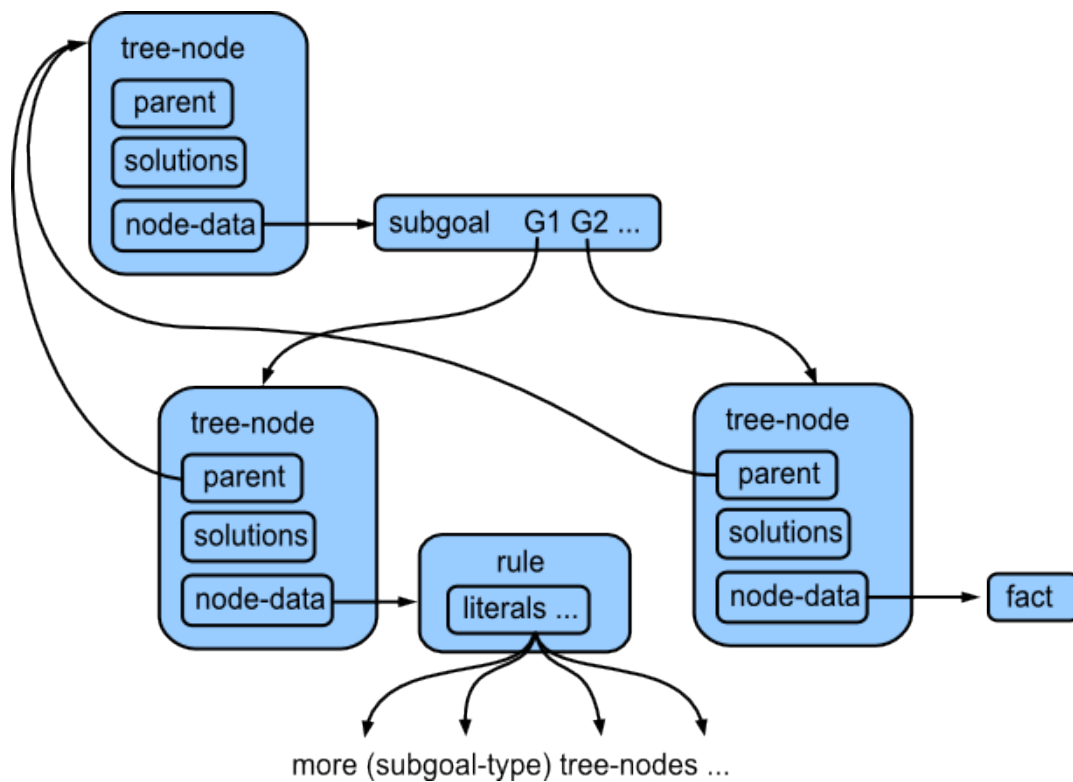 tree-node
parent
solutions
node-data
subgoal G1 G2 ...
tree-node
parent
solutions
node-data
rule
literals ...
tree-node
parent
solutions
node-data
fact
more (subgoal-type) tree-nodes ...